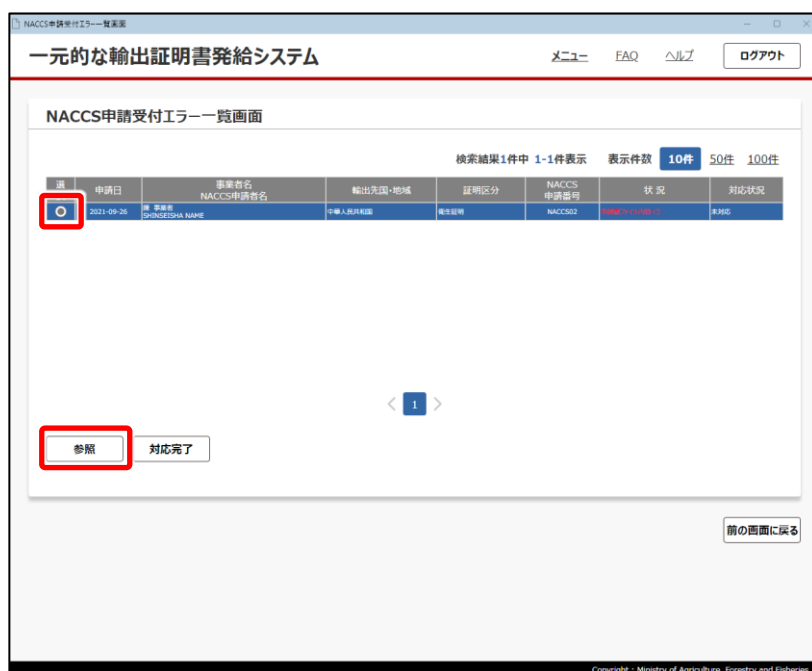 NACCS申請受付エラー一覧画面
一元的な輸出証明書発給システム
メニュー FAQ ヘルプ ログアウト
NACCS申請受付エラー一覧画面
検索結果1件中 1-1件表示 表示件数 10件 50件 100件
選 申請日 事業者名 輸出先国・地域 証明区分 NACCS 状 況 対応状況
NACCS申請者名 申請番号
2021-09-26 事業者 中華人民共和国 衛生証明 NACCS02 未対応
SHINSEISHA NAME
1
参照 対応完了
前の画面に戻る
Copyright : Ministry of Agriculture, Forestry and Fisheries